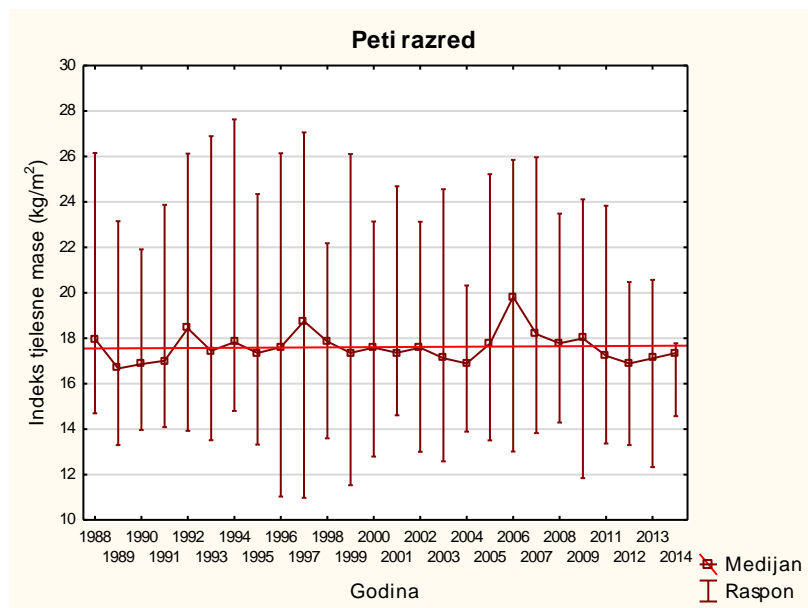 Peti razred
Indeks tjelesne mase (kg/m²)
30
28
26
24
22
20
18
16
14
12
10
1988 1990 1992 1994 1996 1998 2000 2002 2004 2006 2008 2011 2013
1989 1991 1993 1995 1997 1999 2001 2003 2005 2007 2009 2012 2014
Godina
Medijan
Raspon